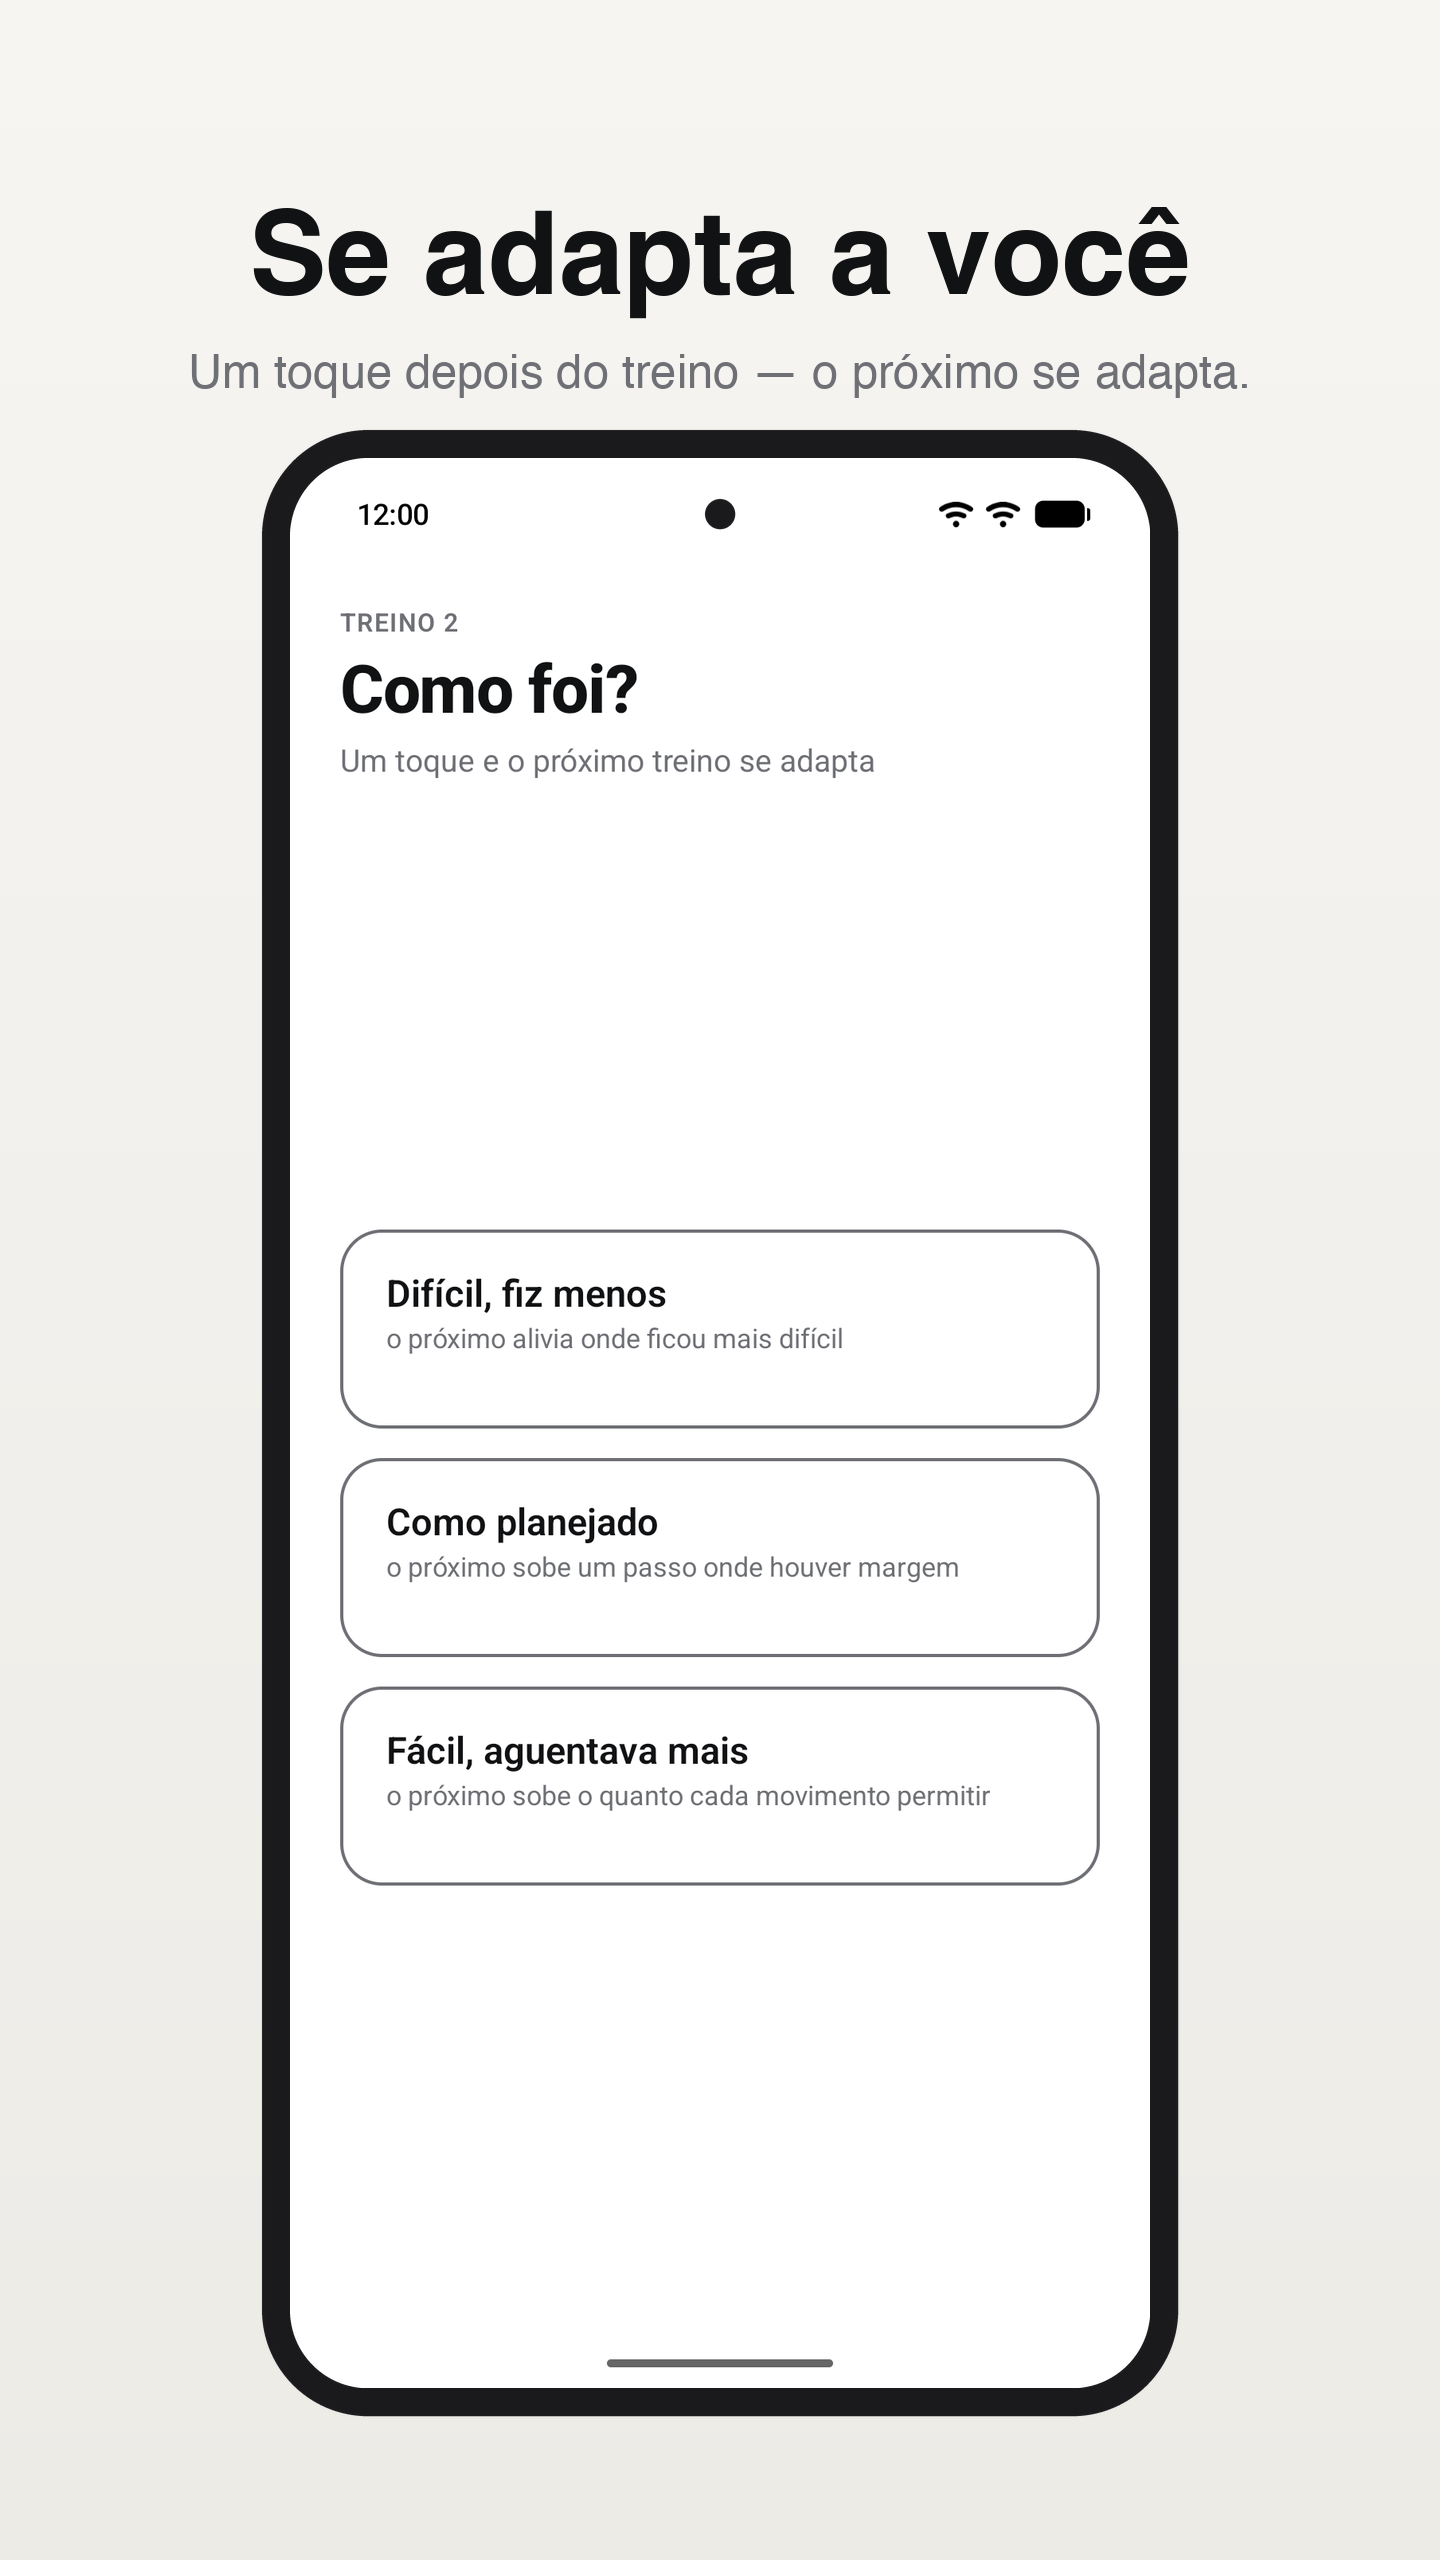 Se adapta a você
Um toque depois do treino — o próximo se adapta.
12:00
TREINO 2
Como foi?
Um toque e o próximo treino se adapta
Difícil, fiz menos
o próximo alivia onde ficou mais difícil
Como planejado
o próximo sobe um passo onde houver margem
Fácil, aguentava mais
o próximo sobe o quanto cada movimento permitir